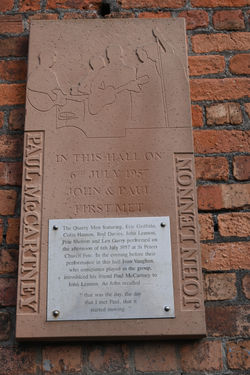 IN THIS HALL ON
6TH JULY 1957
JOHN & PAUL
FIRST MET
PAUL McCARTNEY
JOHN LENNON
The Quarry Men featuring, Eric Griffiths,
Colin Hanton, Rod Davies, John Lennon,
Pete Shotton and Len Garry performed on
the afternoon of 6th July 1957 at St Peters
Church Fete. In the evening before their
performance in this hall Ivan Vaughan,
who sometimes played in the group,
introduced his friend Paul McCartney to
John Lennon. As John recalled...
"that was the day, the day
that I met Paul, that it
started moving